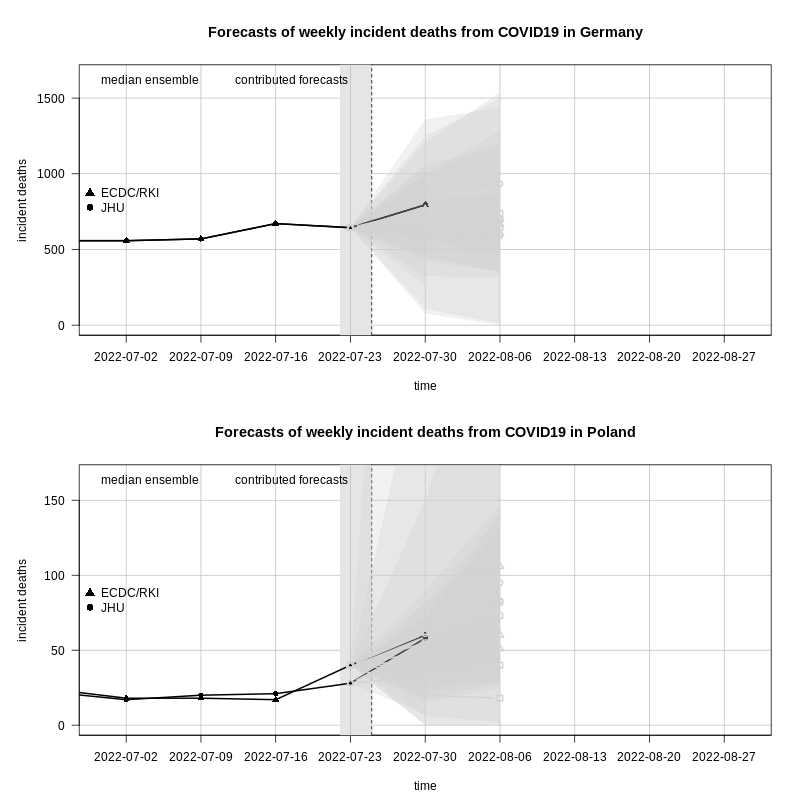 Forecasts of weekly incident deaths from COVID19 in Germany
median ensemble contributed forecasts
1500
1000
500
0
incident deaths
ECDC/RKI
JHU
2022-07-02 2022-07-09 2022-07-16 2022-07-23 2022-07-30 2022-08-06 2022-08-13 2022-08-20 2022-08-27
time
Forecasts of weekly incident deaths from COVID19 in Poland
median ensemble contributed forecasts
150
100
50
0
incident deaths
ECDC/RKI
JHU
2022-07-02 2022-07-09 2022-07-16 2022-07-23 2022-07-30 2022-08-06 2022-08-13 2022-08-20 2022-08-27
time